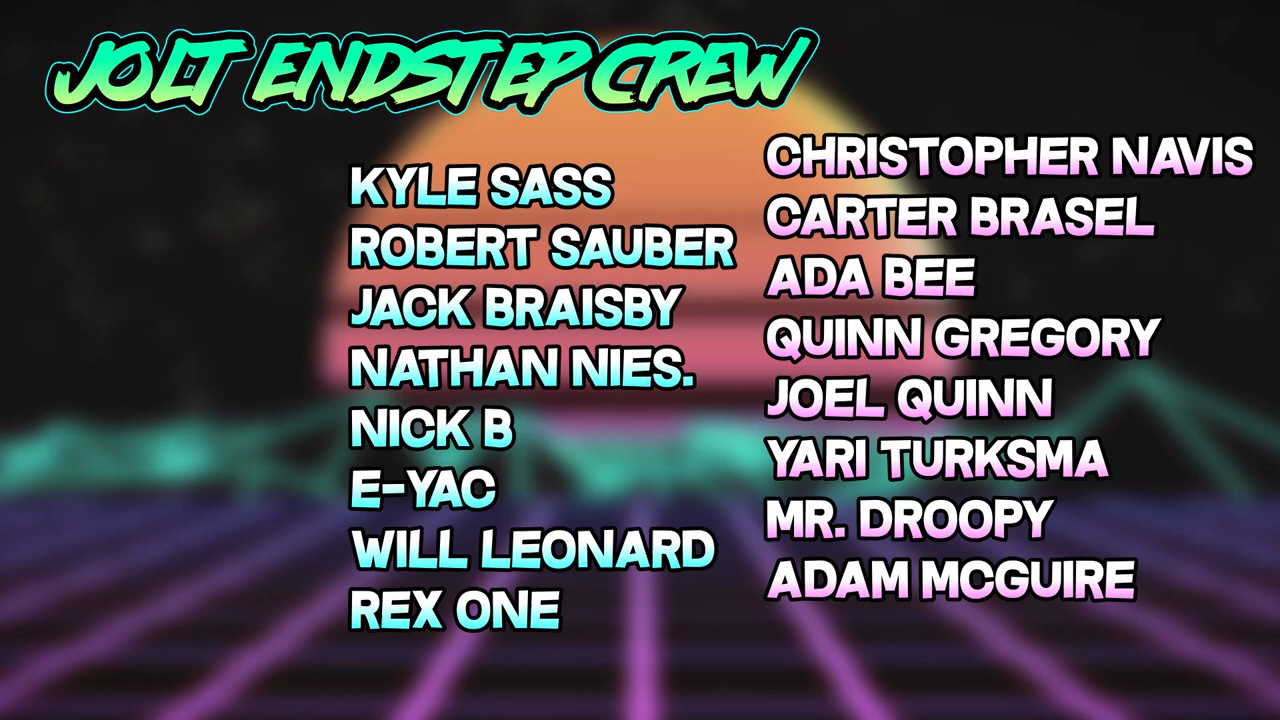 JOLT ENDSTEP CREW
KYLE SASS
ROBERT SAUBER
JACK BRAISBY
NATHAN NIES.
NICK B
E-YAC
WILL LEONARD
REX ONE
CHRISTOPHER NAVIS
CARTER BRASEL
ADA BEE
QUINN GREGORY
JOEL QUINN
YARI TURKSMA
MR. DROOPY
ADAM MCGUIRE